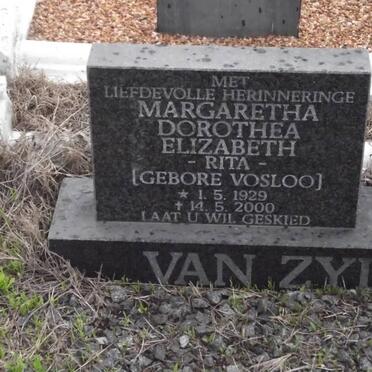 MET
LIEFDEVOLLE HERINNERINGE
MARGARETHA
DOROTHEA
ELIZABETH
- RITA -
[GEBORE VOSLOO]
★ 1. 5. 1929
✝ 14. 5. 2000
LAAT U WIL GESKIED
VAN ZYL